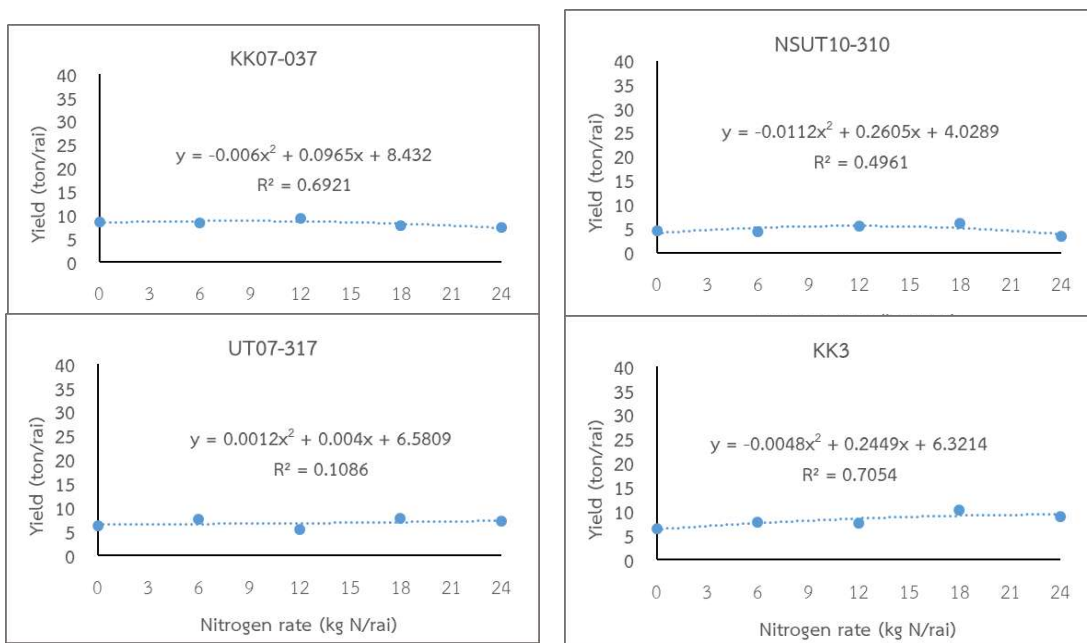 KK07-037
40
35
30
25
20
15
10
5
0
Yield (ton/rai)
y = -0.006x² + 0.0965x + 8.432
R² = 0.6921
0 3 6 9 12 15 18 21 24
NSUT10-310
40
35
30
25
20
15
10
5
0
Yield (ton/rai)
y = -0.0112x² + 0.2605x + 4.0289
R² = 0.4961
0 3 6 9 12 15 18 21 24
UT07-317
40
35
30
25
20
15
10
5
0
Yield (ton/rai)
y = 0.0012x² + 0.004x + 6.5809
R² = 0.1086
0 3 6 9 12 15 18 21 24
Nitrogen rate (kg N/rai)
KK3
40
35
30
25
20
15
10
5
0
Yield (ton/rai)
y = -0.0048x² + 0.2449x + 6.3214
R² = 0.7054
0 3 6 9 12 15 18 21 24
Nitrogen rate (kg N/rai)